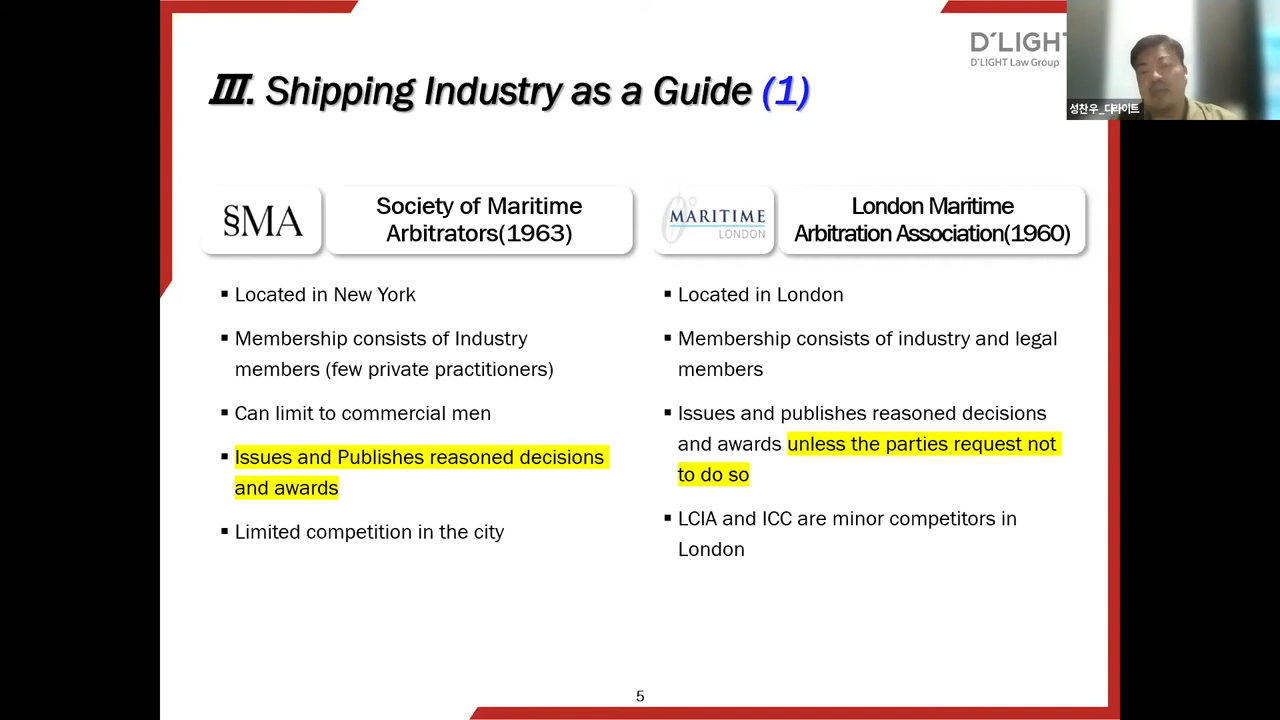 D'LIGHT
D'LIGHT Law Group
성찬우_디라이트
III. Shipping Industry as a Guide (1)
SMA
Society of Maritime
Arbitrators(1963)
MARITIME
LONDON
London Maritime
Arbitration Association(1960)
▪ Located in New York
▪ Membership consists of Industry
members (few private practitioners)
▪ Can limit to commercial men
▪ Issues and Publishes reasoned decisions
and awards
▪ Limited competition in the city
▪ Located in London
▪ Membership consists of industry and legal
members
▪ Issues and publishes reasoned decisions
and awards unless the parties request not
to do so
▪ LCIA and ICC are minor competitors in
London
5